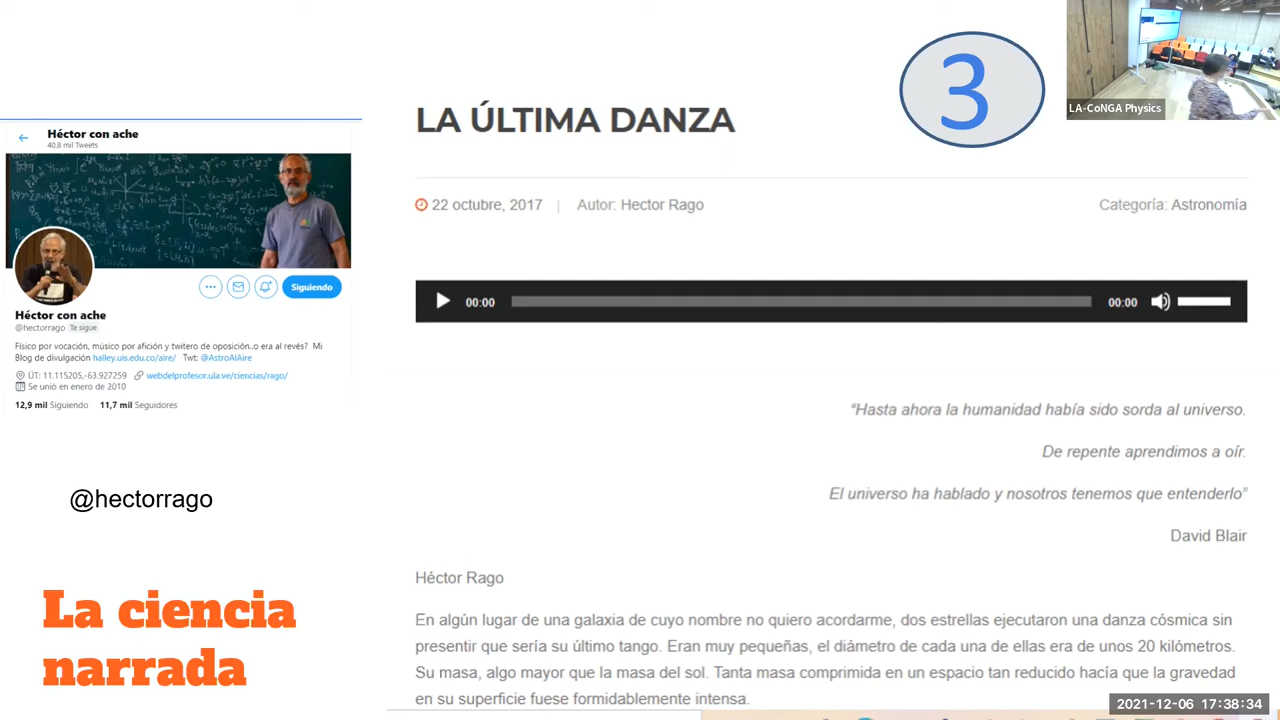 3
LA-CoNGA Physics
Héctor con ache
40,8 mil Tweets
Siguiendo
Héctor con ache
@hectorrago Te sigue
Físico por vocación, músico por afición y twitero de oposición..o era al revés? Mi
Blog de divulgación halley.uis.edu.co/aire/ Twt: @AstroAlAire
ÜT: 11.115205,-63.927259 webdelprofesor.ula.ve/ciencias/rago/
Se unió en enero de 2010
12,9 mil Siguiendo 11,7 mil Seguidores
@hectorrago
La ciencia
narrada
LA ÚLTIMA DANZA
22 octubre, 2017 | Autor: Hector Rago Categoría: Astronomía
00:00 00:00
“Hasta ahora la humanidad había sido sorda al universo.
De repente aprendimos a oír.
El universo ha hablado y nosotros tenemos que entenderlo”
David Blair
Héctor Rago
En algún lugar de una galaxia de cuyo nombre no quiero acordarme, dos estrellas ejecutaron una danza cósmica sin
presentir que sería su último tango. Eran muy pequeñas, el diámetro de cada una de ellas era de unos 20 kilómetros.
Su masa, algo mayor que la masa del sol. Tanta masa comprimida en un espacio tan reducido hacía que la gravedad
en su superficie fuese formidablemente intensa.
2021-12-06 17:38:34